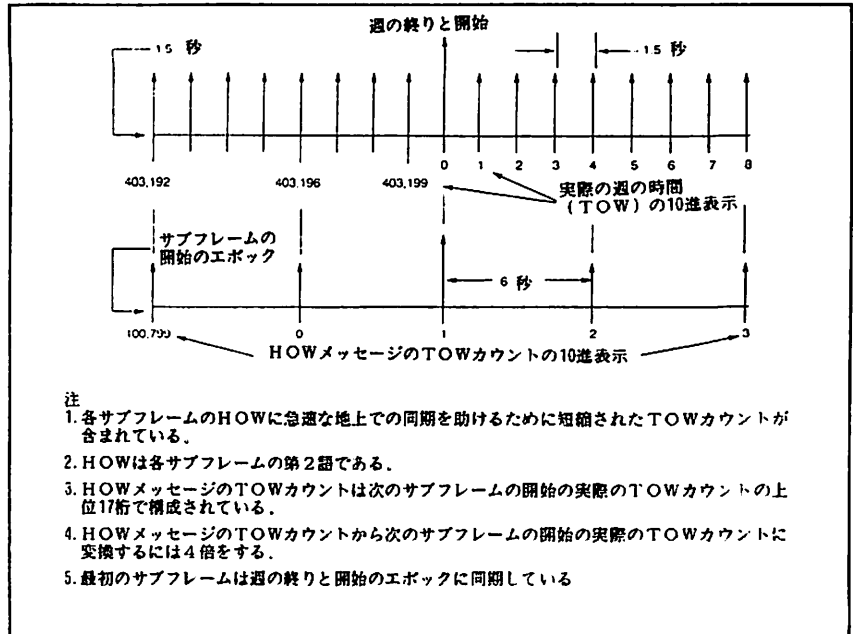 週の終りと開始
1.5 秒
1.5 秒
0 1 2 3 4 5 6 7 8
403,192 403,196 403,199
実際の週の時間
(TOW)の10進表示
サブフレームの
開始のエポック
6 秒
100,799 0 1 2 3
HOWメッセージのTOWカウントの10進表示
注
1. 各サブフレームのHOWに急速な地上での同期を助けるために短縮されたTOWカウントが
含まれている.
2. HOWは各サブフレームの第2語である.
3. HOWメッセージのTOWカウントは次のサブフレームの開始の実際のTOWカウントの上
位17桁で構成されている.
4. HOWメッセージのTOWカウントから次のサブフレームの開始の実際のTOWカウントに
変換するには4倍をする.
5. 最初のサブフレームは週の終りと開始のエポックに同期している